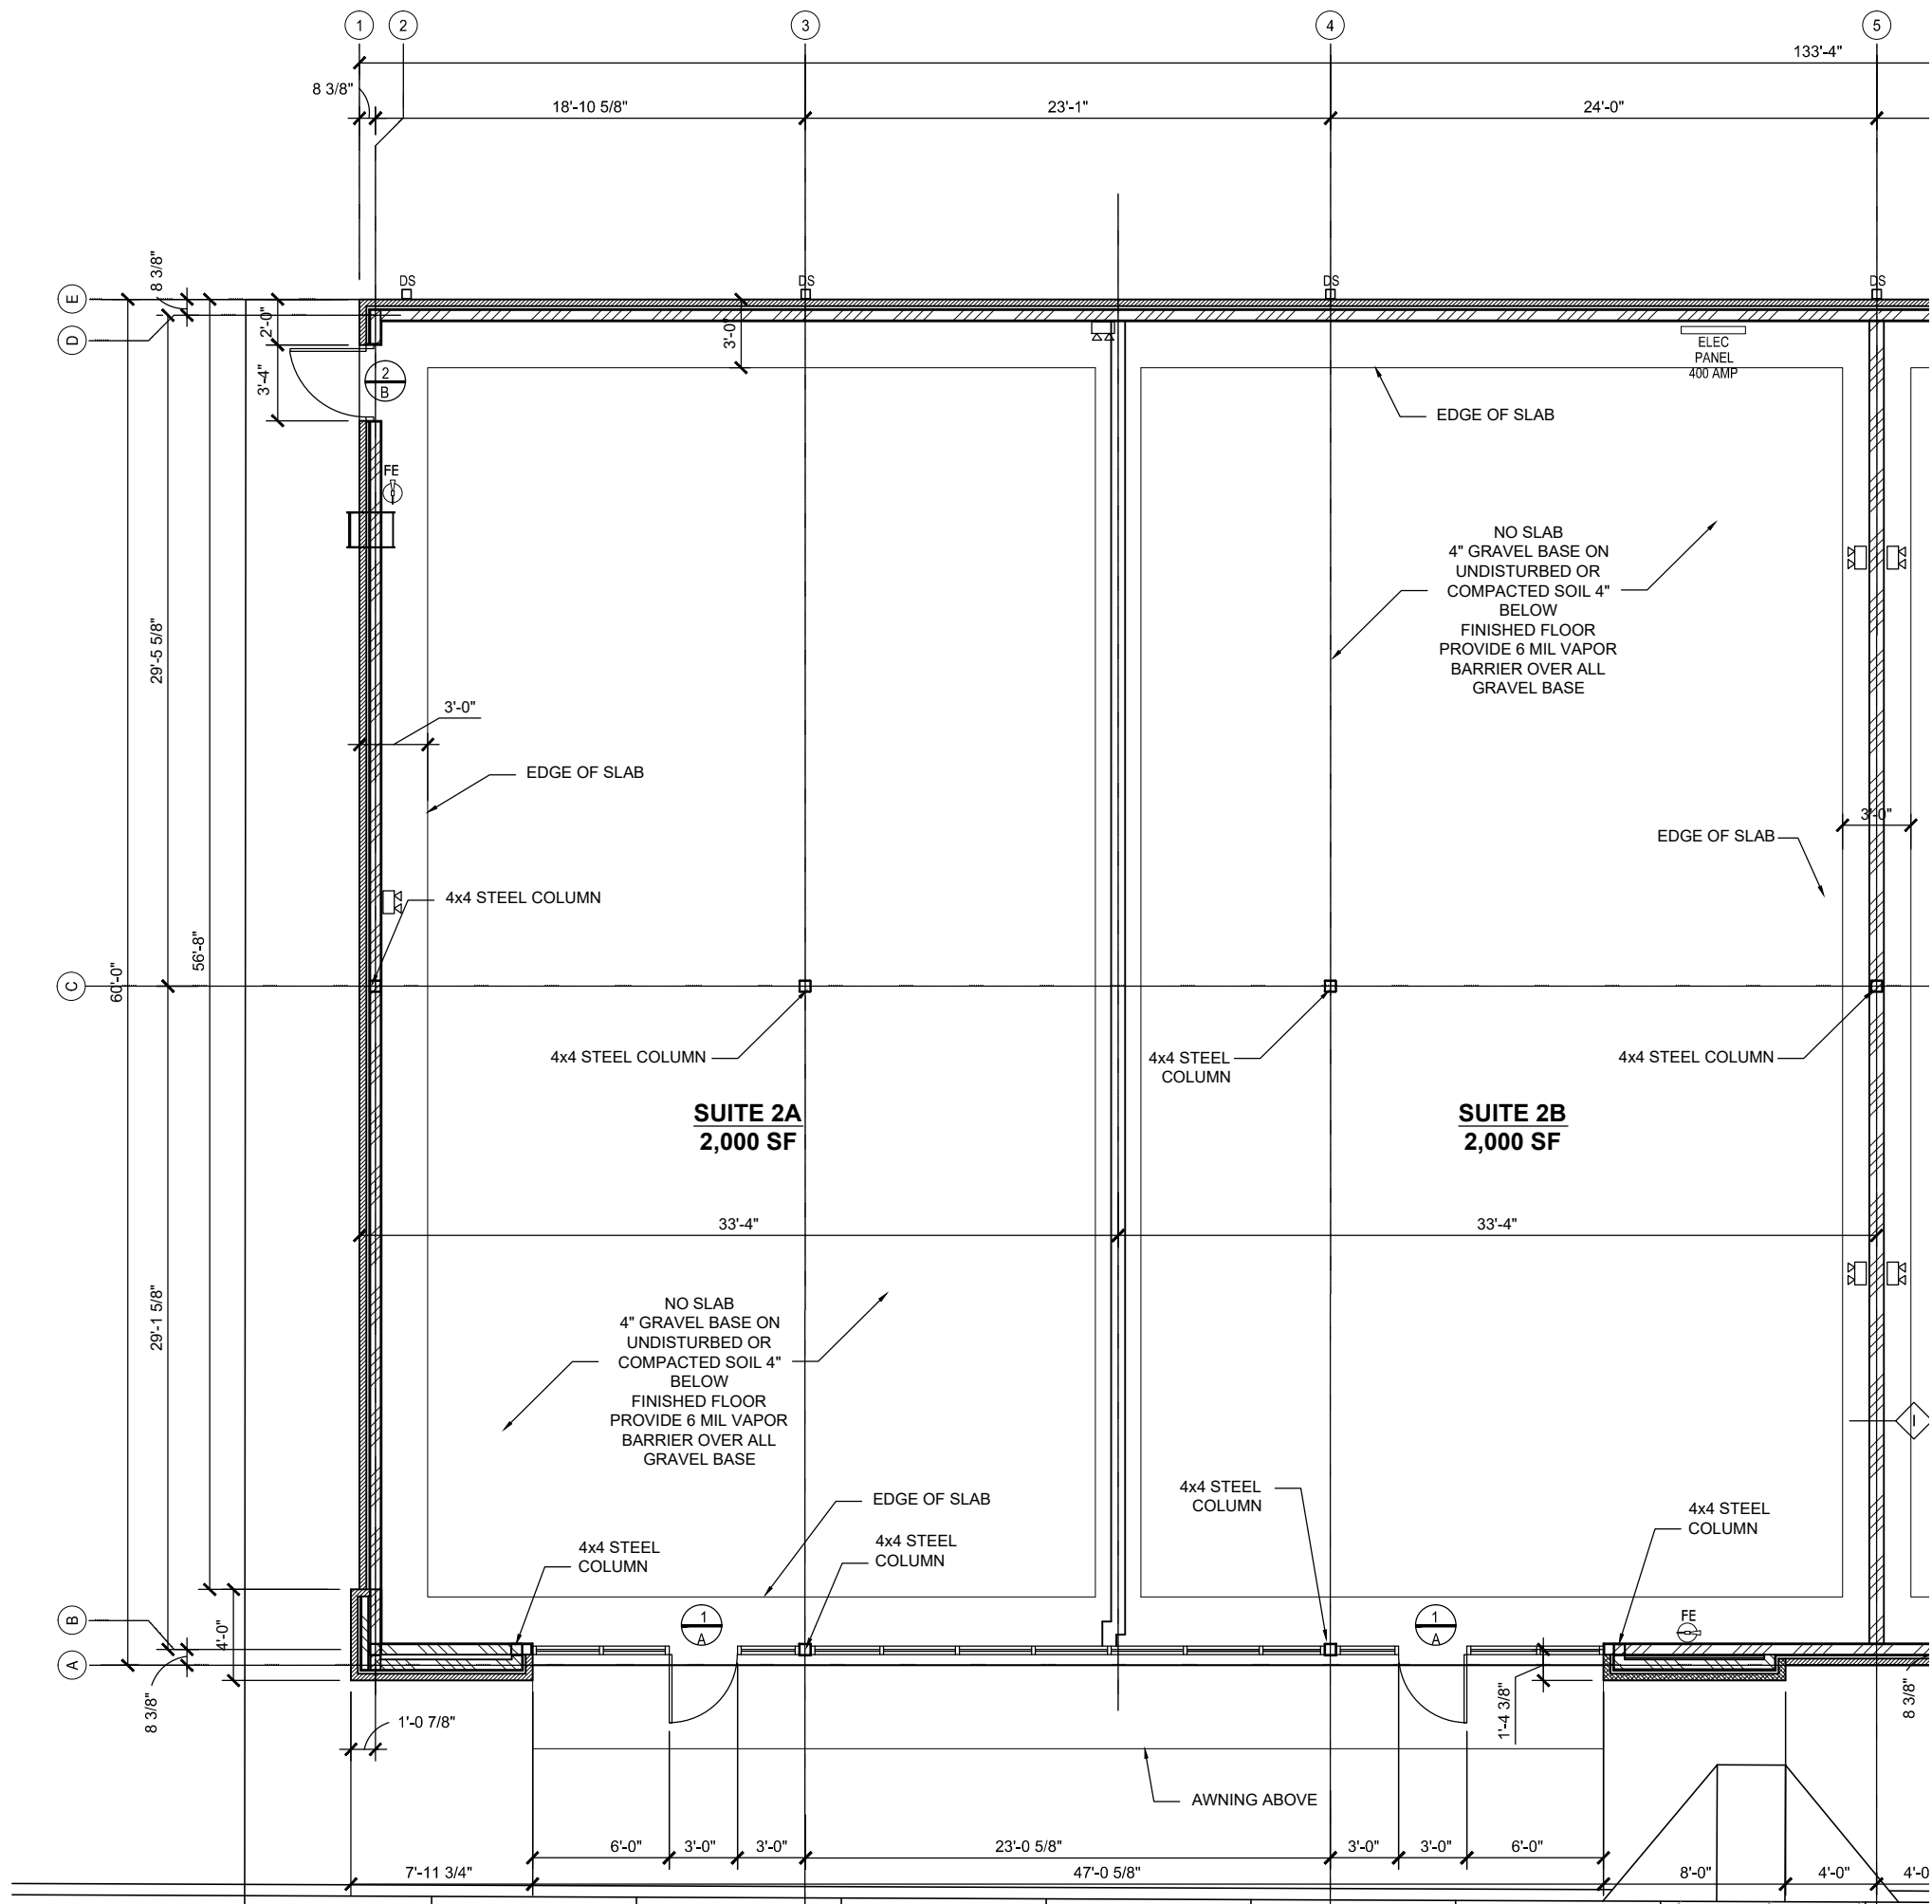 1
2
3
4
5
133'-4"
8 3/8"
18'-10 5/8"
23'-1"
24'-0"
E
8 3/8"
DS
DS
DS
DS
D
2'-0"
3'-0"
3'-4"
2
B
ELEC
PANEL
400 AMP
EDGE OF SLAB
FE
NO SLAB
4" GRAVEL BASE ON
UNDISTURBED OR
COMPACTED SOIL 4"
BELOW
FINISHED FLOOR
PROVIDE 6 MIL VAPOR
BARRIER OVER ALL
GRAVEL BASE
29'-5 5/8"
3'-0"
EDGE OF SLAB
3'-0"
EDGE OF SLAB
4x4 STEEL COLUMN
56'-8"
60'-0"
C
4x4 STEEL COLUMN
4x4 STEEL
COLUMN
4x4 STEEL COLUMN
SUITE 2A
2,000 SF
SUITE 2B
2,000 SF
33'-4"
33'-4"
29'-1 5/8"
NO SLAB
4" GRAVEL BASE ON
UNDISTURBED OR
COMPACTED SOIL 4"
BELOW
FINISHED FLOOR
PROVIDE 6 MIL VAPOR
BARRIER OVER ALL
GRAVEL BASE
EDGE OF SLAB
4x4 STEEL
COLUMN
4x4 STEEL
COLUMN
4x4 STEEL
COLUMN
4x4 STEEL
COLUMN
B
4'-0"
1
A
1
A
FE
A
8 3/8"
1'-0 7/8"
1'-4 3/8"
8 3/8"
AWNING ABOVE
6'-0"
3'-0"
3'-0"
23'-0 5/8"
3'-0"
3'-0"
6'-0"
7'-11 3/4"
47'-0 5/8"
8'-0"
4'-0"
4'-0